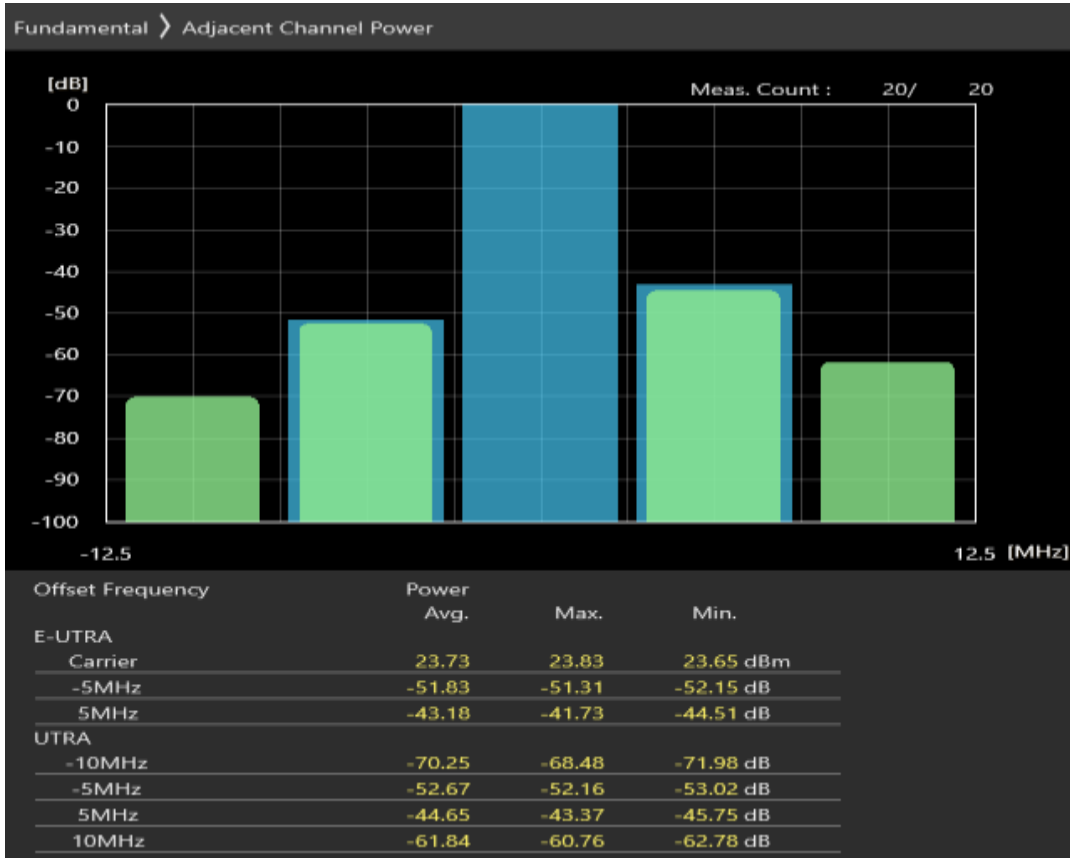 Fundamental 〉 Adjacent Channel Power
[dB]
Meas. Count : 20/ 20
0
-10
-20
-30
-40
-50
-60
-70
-80
-90
-100
-12.5 12.5 [MHz]
Offset Frequency Power
Avg. Max. Min.
E-UTRA
Carrier 23.73 23.83 23.65 dBm
-5MHz -51.83 -51.31 -52.15 dB
5MHz -43.18 -41.73 -44.51 dB
UTRA
-10MHz -70.25 -68.48 -71.98 dB
-5MHz -52.67 -52.16 -53.02 dB
5MHz -44.65 -43.37 -45.75 dB
10MHz -61.84 -60.76 -62.78 dB